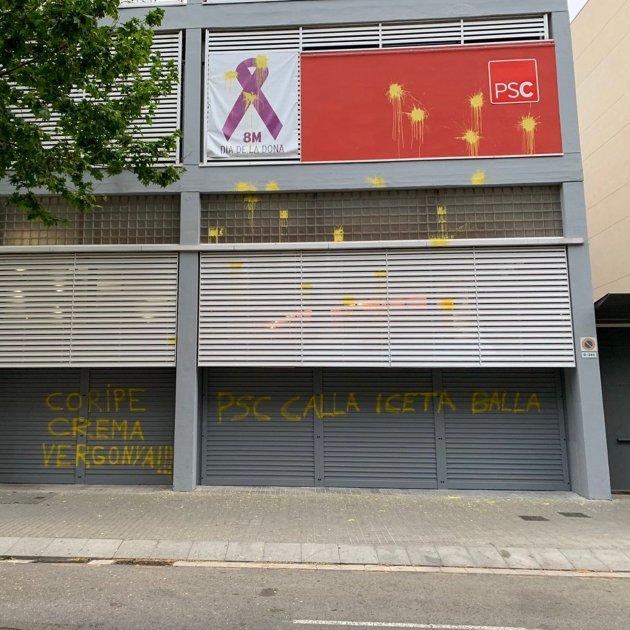 8M
DIA DE LA DONA
PSC
CORIPE
CREMA
VERGONYA!!!
PSC CALLA ICETA BALLA